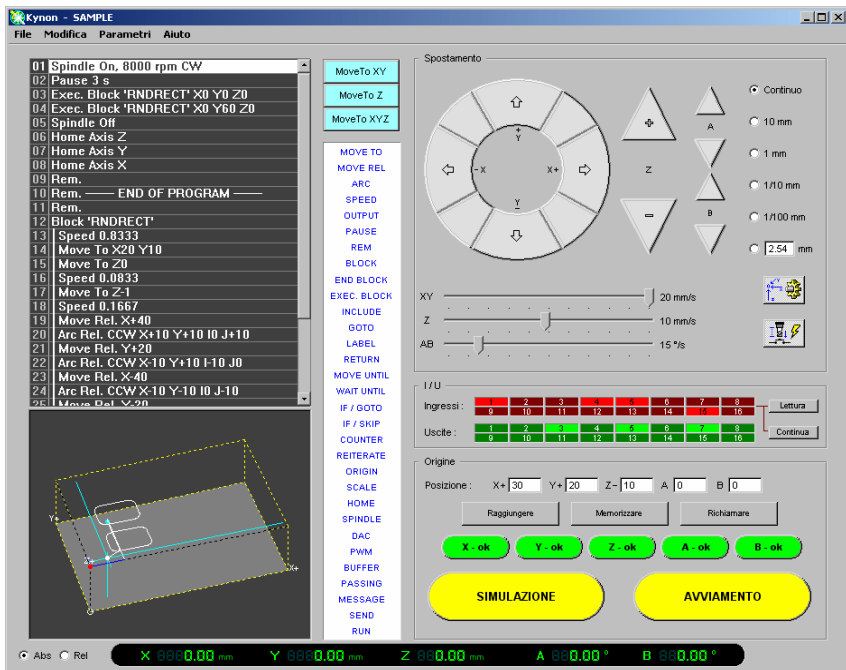 Kynon - SAMPLE
File Modifica Parametri Aiuto
01 Spindle On, 8000 rpm CW
02 Pause 3 s
03 Exec. Block 'RNDRECT' X0 Y0 Z0
04 Exec. Block 'RNDRECT' X0 Y60 Z0
05 Spindle Off
06 Home Axis Z
07 Home Axis Y
08 Home Axis X
09 Rem.
10 Rem. —— END OF PROGRAM ——
11 Rem.
12 Block 'RNDRECT'
13 Speed 0.8333
14 Move To X20 Y10
15 Move To Z0
16 Speed 0.0833
17 Move To Z-1
18 Speed 0.1667
19 Move Rel. X+40
20 Arc Rel. CCW X+10 Y+10 I0 J+10
21 Move Rel. Y+20
22 Arc Rel. CCW X-10 Y+10 I-10 J0
23 Move Rel. X-40
24 Arc Rel. CCW X-10 Y-10 I0 J-10
25 Move Rel. Y-20
Y+
Z+
X+
MoveTo XY
MoveTo Z
MoveTo XYZ
MOVE TO
MOVE REL
ARC
SPEED
OUTPUT
PAUSE
REM
BLOCK
END BLOCK
EXEC. BLOCK
INCLUDE
GOTO
LABEL
RETURN
MOVE UNTIL
WAIT UNTIL
IF / GOTO
IF / SKIP
COUNTER
REITERATE
ORIGIN
SCALE
HOME
SPINDLE
DAC
PWM
BUFFER
PASSING
MESSAGE
SEND
RUN
Spostamento
+
Y
- X
X+
Y
-
+
Z
-
A
B
Continuo
10 mm
1 mm
1/10 mm
1/100 mm
2.54 mm
XY 20 mm/s
Z 10 mm/s
AB 15 °/s
I / U
Ingressi :
1 2 3 4 5 6 7 8
9 10 11 12 13 14 15 16
Lettura
Uscite :
1 2 3 4 5 6 7 8
9 10 11 12 13 14 15 16
Continua
Origine
Posizione : X+ 30 Y+ 20 Z- 10 A 0 B 0
Raggiungere Memorizzare Richiamare
X - ok Y - ok Z - ok A - ok B - ok
SIMULAZIONE AVVIAMENTO
Abs Rel X 0.00 mm Y 0.00 mm Z 0.00 mm A 0.00 ° B 0.00 °